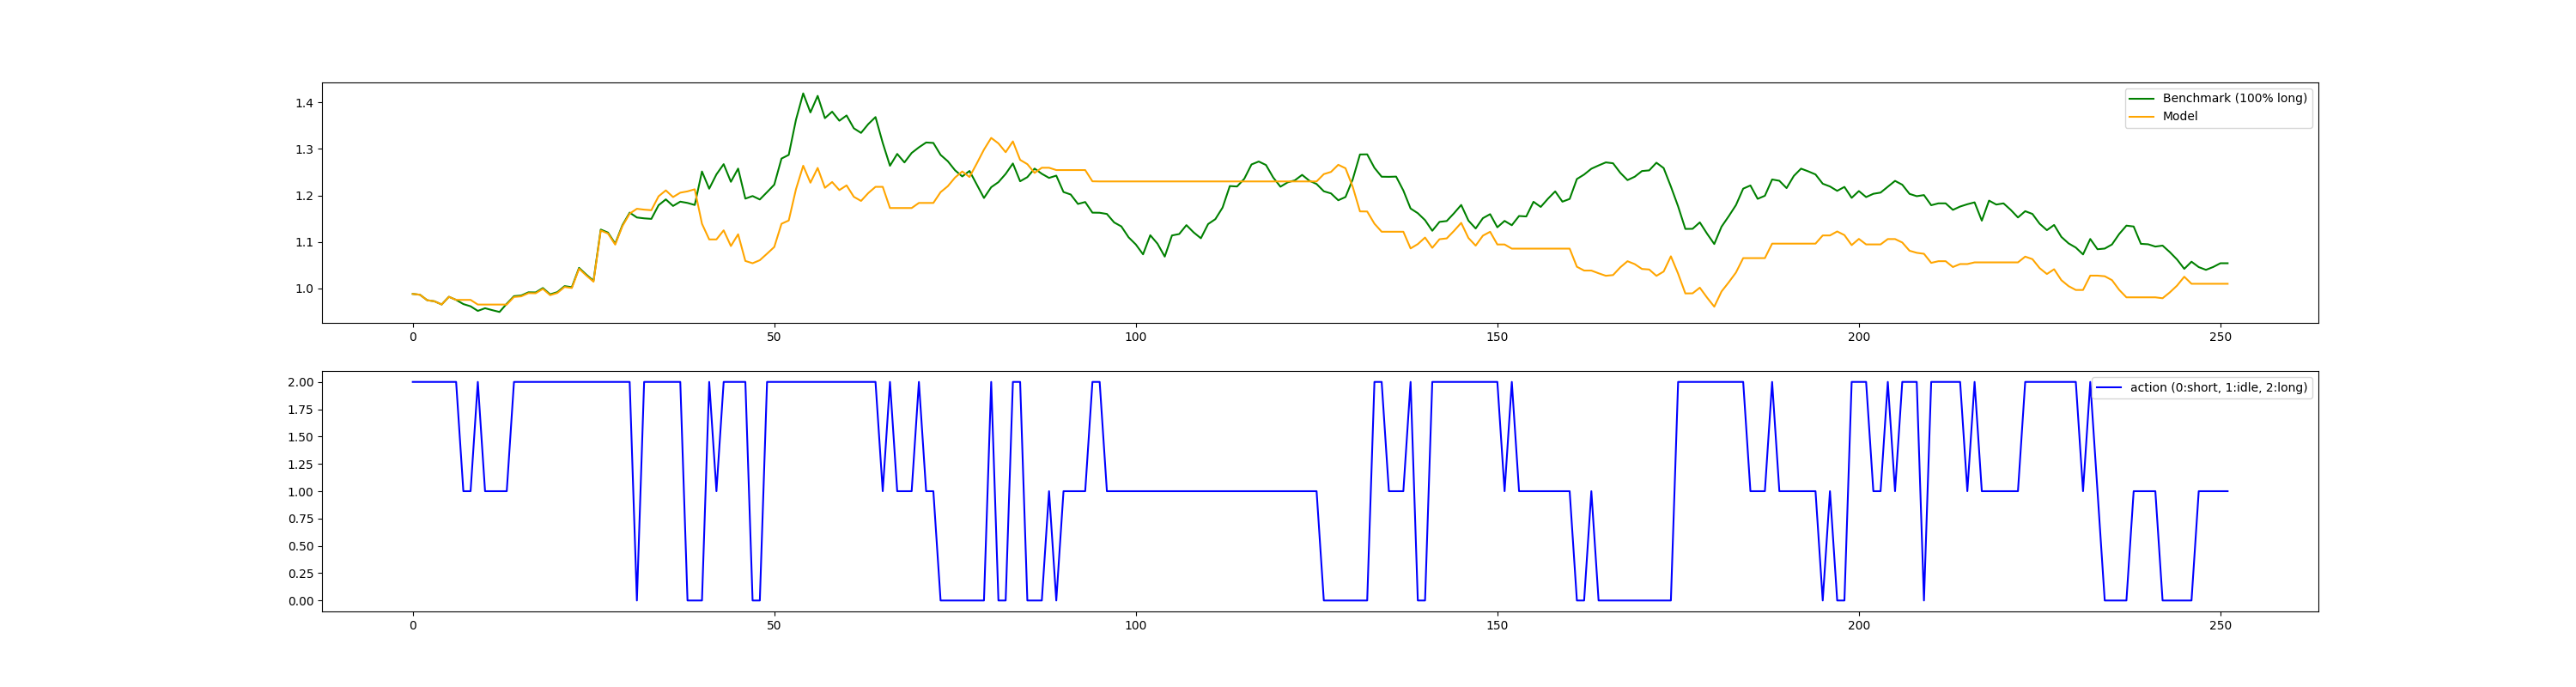 1.4
1.3
1.2
1.1
1.0
Benchmark (100% long)
Model
0 50 100 150 200 250
2.00
1.75
1.50
1.25
1.00
0.75
0.50
0.25
0.00
action (0:short, 1:idle, 2:long)
0 50 100 150 200 250